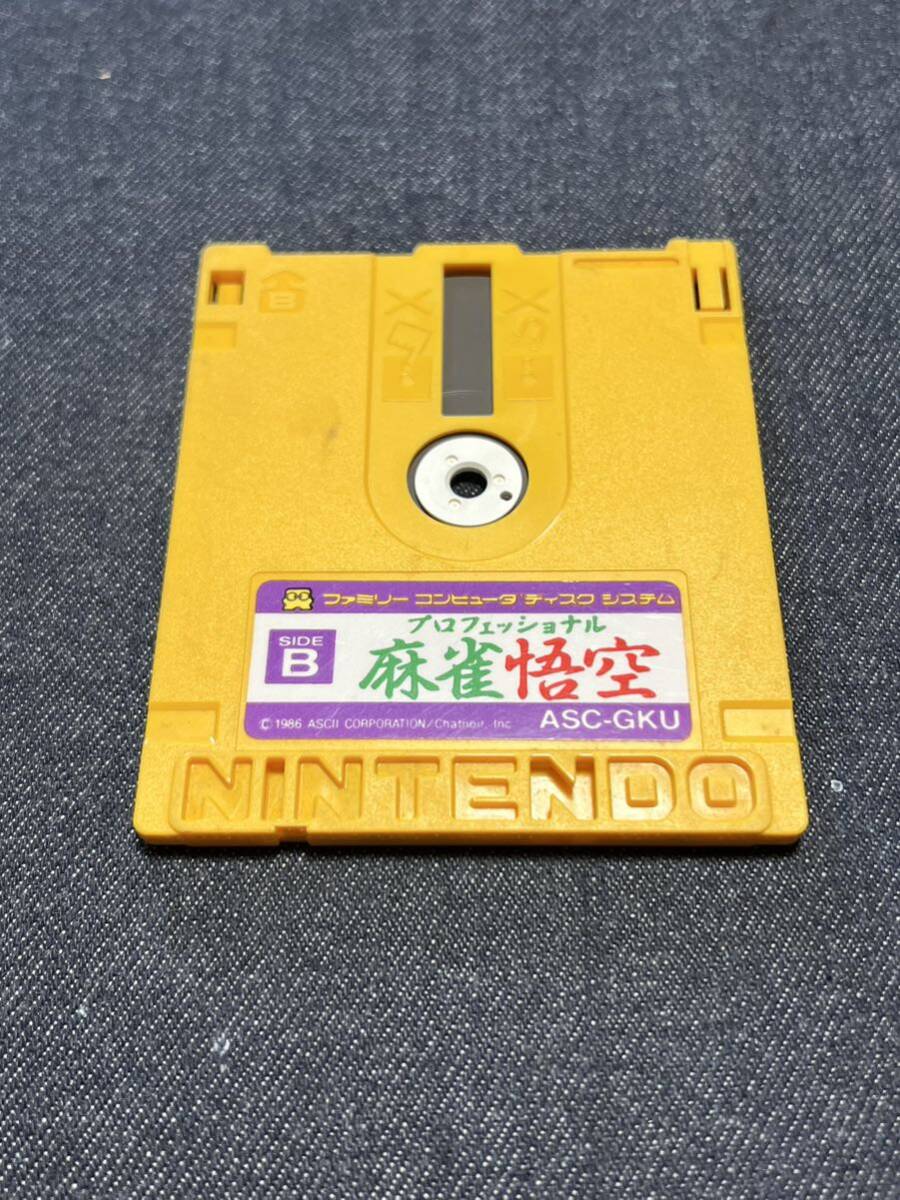 B
ファミリー コンピュータ ディスク システム
プロフェッショナル
SIDE
B
麻雀悟空
© 1986 ASCII CORPORATION/Chatnoir, Inc
ASC-GKU
NINTENDO